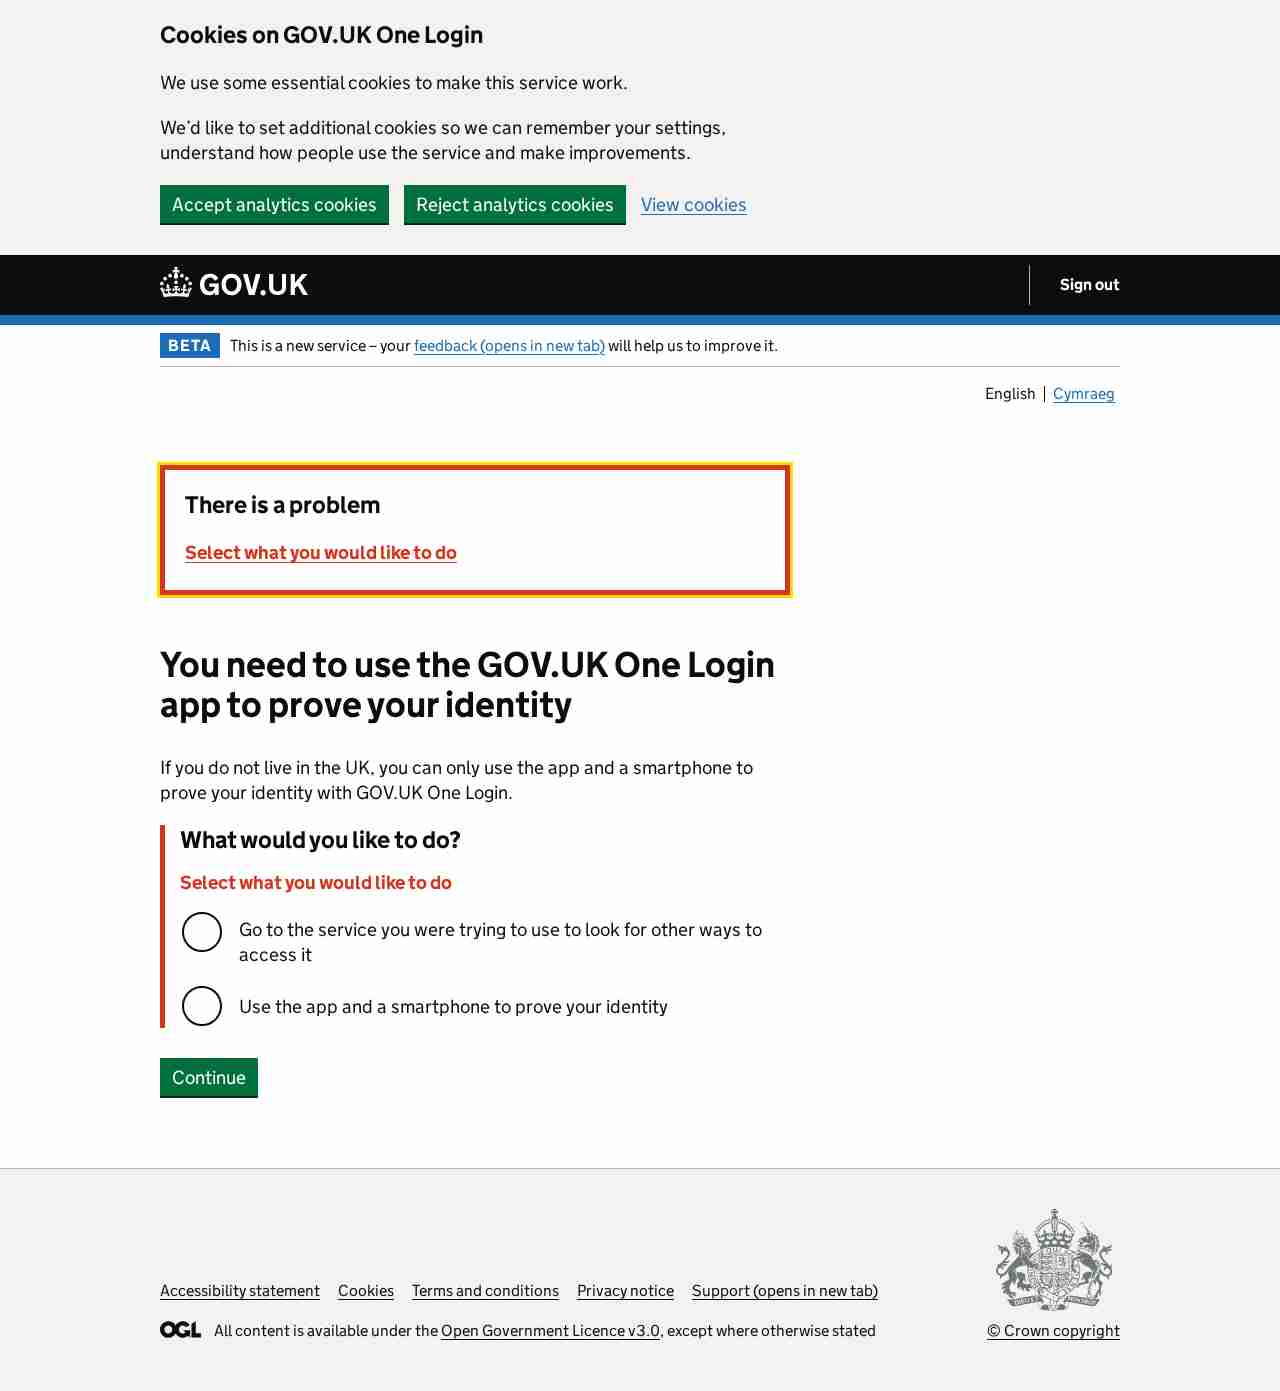 Cookies on GOV.UK One Login
We use some essential cookies to make this service work.
We'd like to set additional cookies so we can remember your settings,
understand how people use the service and make improvements.
Accept analytics cookies
Reject analytics cookies
View cookies
GOV.UK
Sign out
BETA
This is a new service – your feedback (opens in new tab) will help us to improve it.
English
Cymraeg
There is a problem
Select what you would like to do
You need to use the GOV.UK One Login
app to prove your identity
If you do not live in the UK, you can only use the app and a smartphone to
prove your identity with GOV.UK One Login.
What would you like to do?
Select what you would like to do
Go to the service you were trying to use to look for other ways to
access it
Use the app and a smartphone to prove your identity
Continue
Accessibility statement
Cookies
Terms and conditions
Privacy notice
Support (opens in new tab)
OGL
All content is available under the Open Government Licence v3.0, except where otherwise stated
© Crown copyright